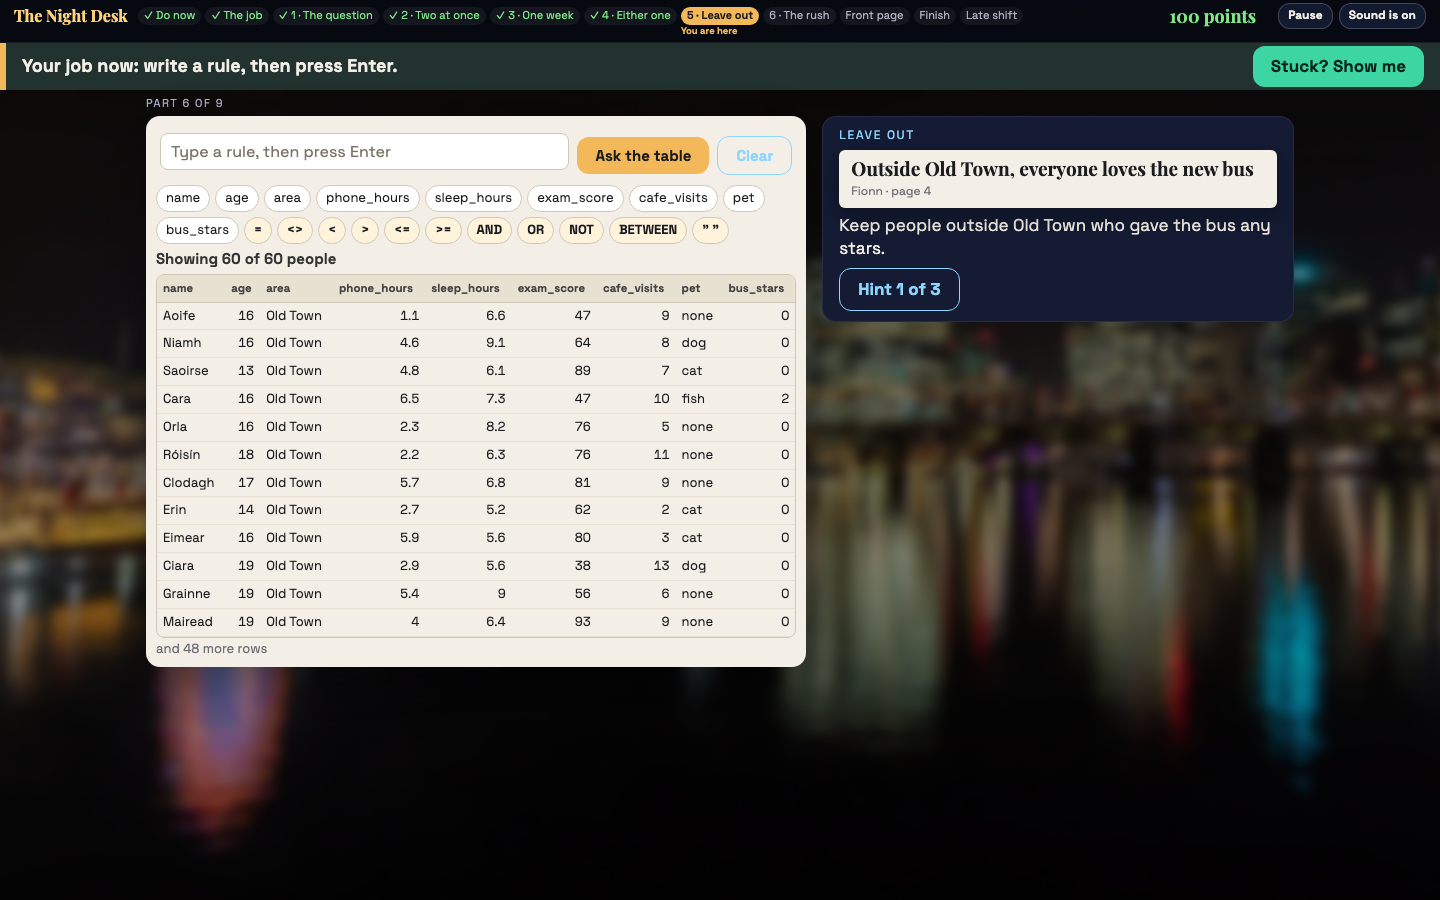 The Night Desk
✓ Do now
✓ The job
✓ 1 · The question
✓ 2 · Two at once
✓ 3 · One week
✓ 4 · Either one
5 · Leave out
6 · The rush
Front page
Finish
Late shift
You are here
100 points
Pause
Sound is on
Your job now: write a rule, then press Enter.
Stuck? Show me
PART 6 OF 9
Type a rule, then press Enter
Ask the table
Clear
name age area phone_hours sleep_hours exam_score cafe_visits pet
bus_stars = <> < > <= >= AND OR NOT BETWEEN " "
Showing 60 of 60 people
name age area phone_hours sleep_hours exam_score cafe_visits pet bus_stars
Aoife 16 Old Town 1.1 6.6 47 9 none 0
Niamh 16 Old Town 4.6 9.1 64 8 dog 0
Saoirse 13 Old Town 4.8 6.1 89 7 cat 0
Cara 16 Old Town 6.5 7.3 47 10 fish 2
Orla 16 Old Town 2.3 8.2 76 5 none 0
Róisín 18 Old Town 2.2 6.3 76 11 none 0
Clodagh 17 Old Town 5.7 6.8 81 9 none 0
Erin 14 Old Town 2.7 5.2 62 2 cat 0
Eimear 16 Old Town 5.9 5.6 80 3 cat 0
Ciara 19 Old Town 2.9 5.6 38 13 dog 0
Grainne 19 Old Town 5.4 9 56 6 none 0
Mairead 19 Old Town 4 6.4 93 9 none 0
and 48 more rows
LEAVE OUT
Outside Old Town, everyone loves the new bus
Fionn · page 4
Keep people outside Old Town who gave the bus any
stars.
Hint 1 of 3